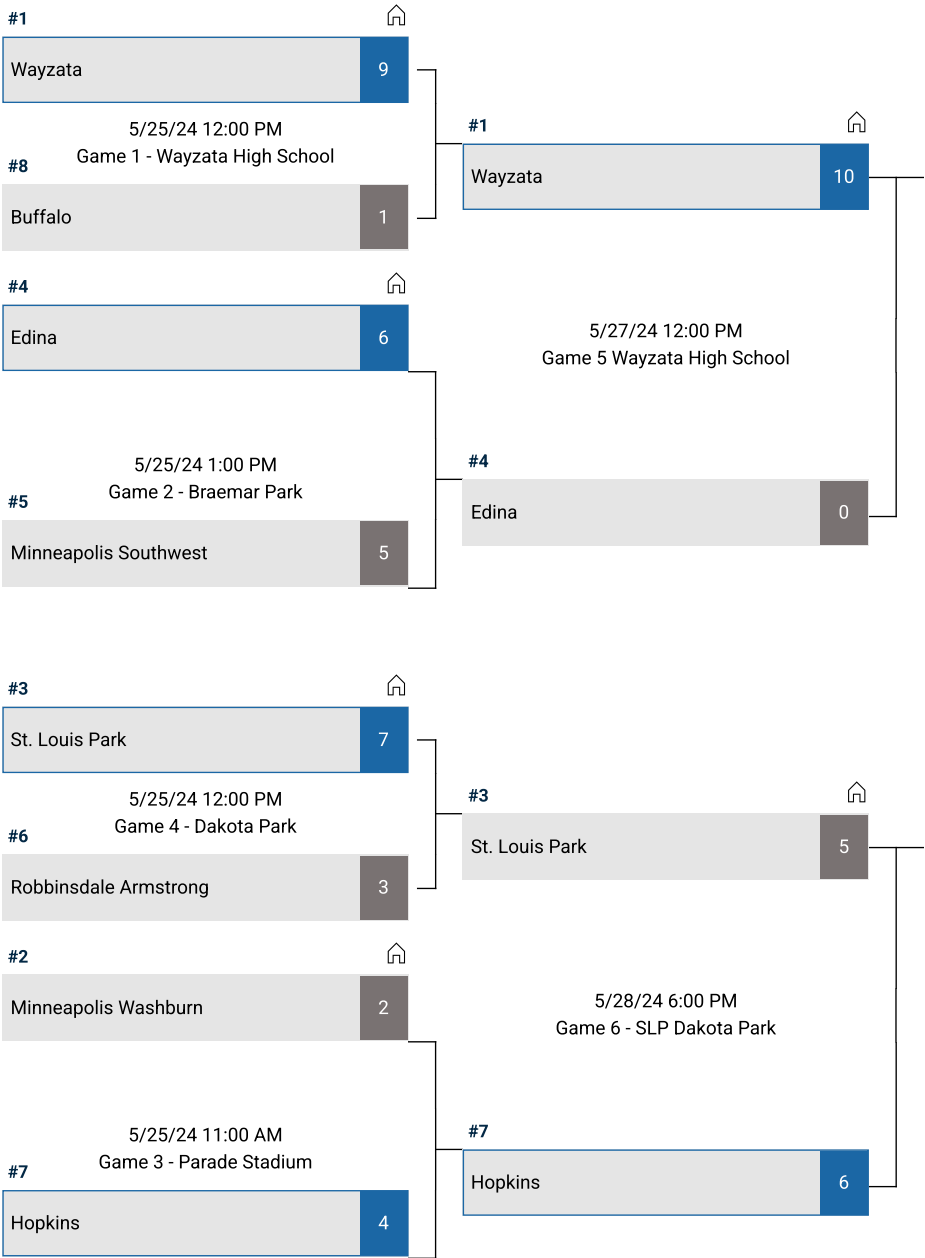 #1
Wayzata
9
5/25/24 12:00 PM
Game 1 - Wayzata High School
#8
Buffalo
1
#4
Edina
6
5/25/24 1:00 PM
Game 2 - Braemar Park
#5
Minneapolis Southwest
5
#1
Wayzata
10
5/27/24 12:00 PM
Game 5 Wayzata High School
#4
Edina
0
#3
St. Louis Park
7
5/25/24 12:00 PM
Game 4 - Dakota Park
#6
Robbinsdale Armstrong
3
#2
Minneapolis Washburn
2
5/25/24 11:00 AM
Game 3 - Parade Stadium
#7
Hopkins
4
#3
St. Louis Park
5
5/28/24 6:00 PM
Game 6 - SLP Dakota Park
#7
Hopkins
6